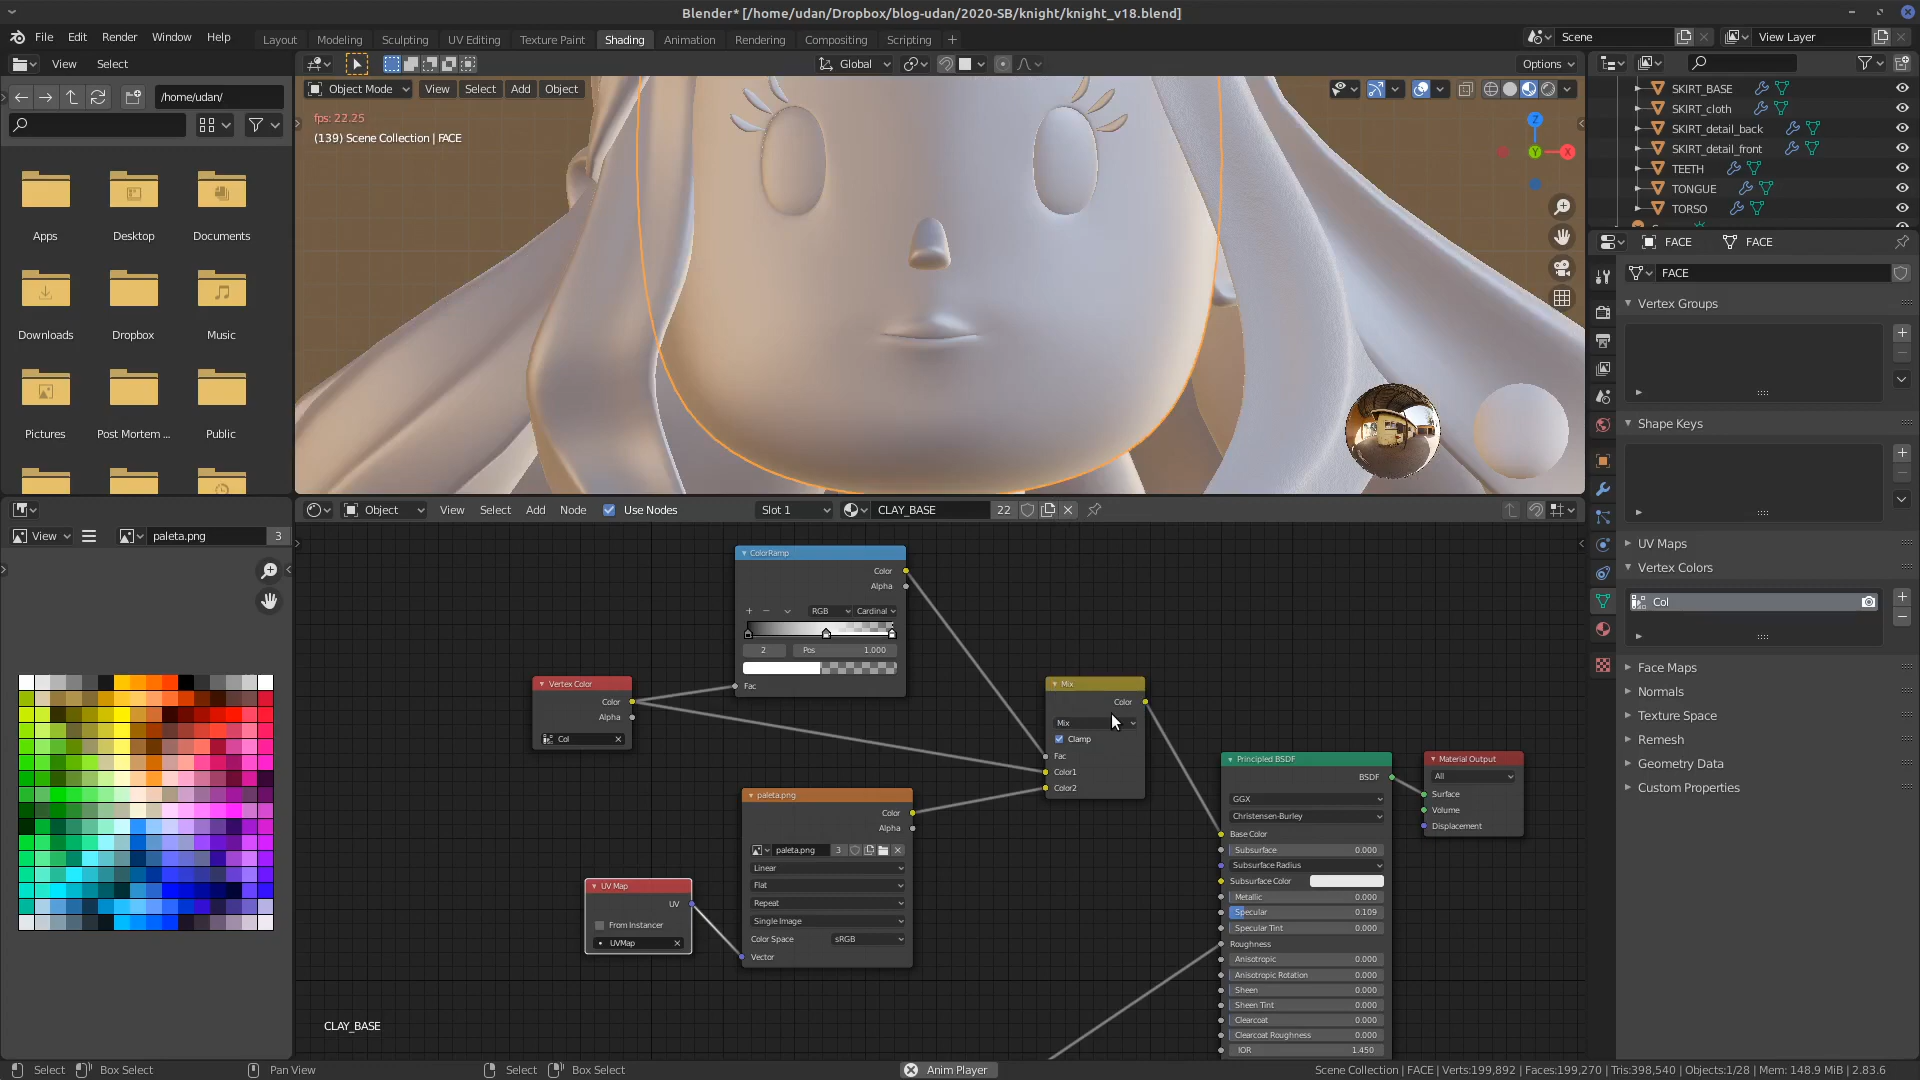 Blender* [/home/udan/Dropbox/blog-udan/2020-SB/knight/knight_v18.blend]
File Edit Render Window Help
Layout Modeling Sculpting UV Editing Texture Paint Shading Animation Rendering Compositing Scripting +
Scene
View Layer
View Select
Global
Options
/home/udan/
Object Mode View Select Add Object
fps: 22.25
(139) Scene Collection | FACE
Z
Y
X
Apps
Desktop
Documents
Downloads
Dropbox
Music
Pictures
Post Mortem ...
Public
SKIRT_BASE
SKIRT_cloth
SKIRT_detail_back
SKIRT_detail_front
TEETH
TONGUE
TORSO
FACE
FACE
FACE
Vertex Groups
Shape Keys
UV Maps
Vertex Colors
Col
Face Maps
Normals
Texture Space
Remesh
Geometry Data
Custom Properties
View
paleta.png
3
Object View Select Add Node Use Nodes
Slot 1
CLAY_BASE
22
ColorRamp
Color
Alpha
RGB
Cardinal
2
Pos 1.000
Fac
Vertex Color
Color
Alpha
Col
Mix
Color
Mix
Clamp
Fac
Color1
Color2
paleta.png
Color
Alpha
paleta.png
3
Linear
Flat
Repeat
Single Image
Color Space sRGB
Vector
UV Map
UV
From Instancer
UVMap
Principled BSDF
BSDF
GGX
Christensen-Burley
Base Color
Subsurface 0.000
Subsurface Radius
Subsurface Color
Metallic 0.000
Specular 0.109
Specular Tint 0.000
Roughness
Anisotropic 0.000
Anisotropic Rotation 0.000
Sheen 0.000
Sheen Tint 0.000
Clearcoat 0.000
Clearcoat Roughness 0.000
IOR 1.450
Material Output
All
Surface
Volume
Displacement
CLAY_BASE
Select Box Select Pan View Select Box Select
Anim Player
Scene Collection | FACE | Verts:199,892 | Faces:199,270 | Tris:398,540 | Objects:1/28 | Mem: 148.9 MiB | 2.83.6